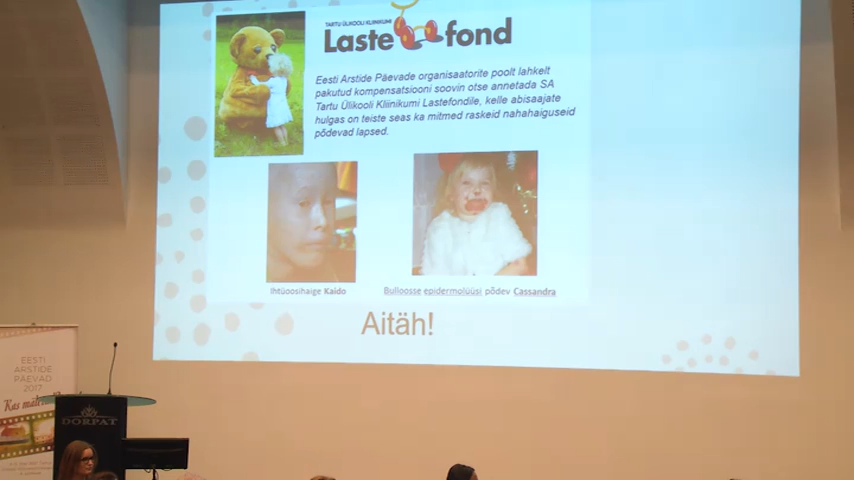 TARTU ÜLIKOOLI KLIINIKUMI
Lastefond
Eesti Arstide Päevade organisaatorite poolt lahkelt
pakutud kompensatsiooni soovin otse annetada SA
Tartu Ülikooli Kliinikumi Lastefondile, kelle abisaajate
hulgas on teiste seas ka mitmed raskeid nahahaiguseid
põdevad lapsed.
Ihtüoosihaige Kaido
Bulloosse epidermolüüsi põdev Cassandra
Aitäh!
EESTI
ARSTIDE
PÄEVAD
2017
Kas
DORPAT